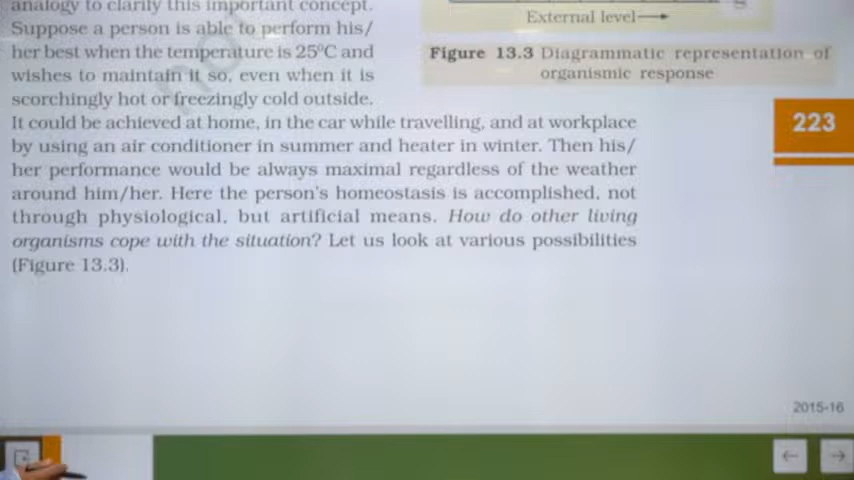 analogy to clarify this important concept.
Suppose a person is able to perform his/
her best when the temperature is 25°C and
wishes to maintain it so, even when it is
scorchingly hot or freezingly cold outside.
External level
Figure 13.3 Diagrammatic representation of
organismic response
It could be achieved at home, in the car while travelling, and at workplace
by using an air conditioner in summer and heater in winter. Then his/
her performance would be always maximal regardless of the weather
around him/her. Here the person's homeostasis is accomplished, not
through physiological, but artificial means. How do other living
organisms cope with the situation? Let us look at various possibilities
(Figure 13.3).
223
2015-16